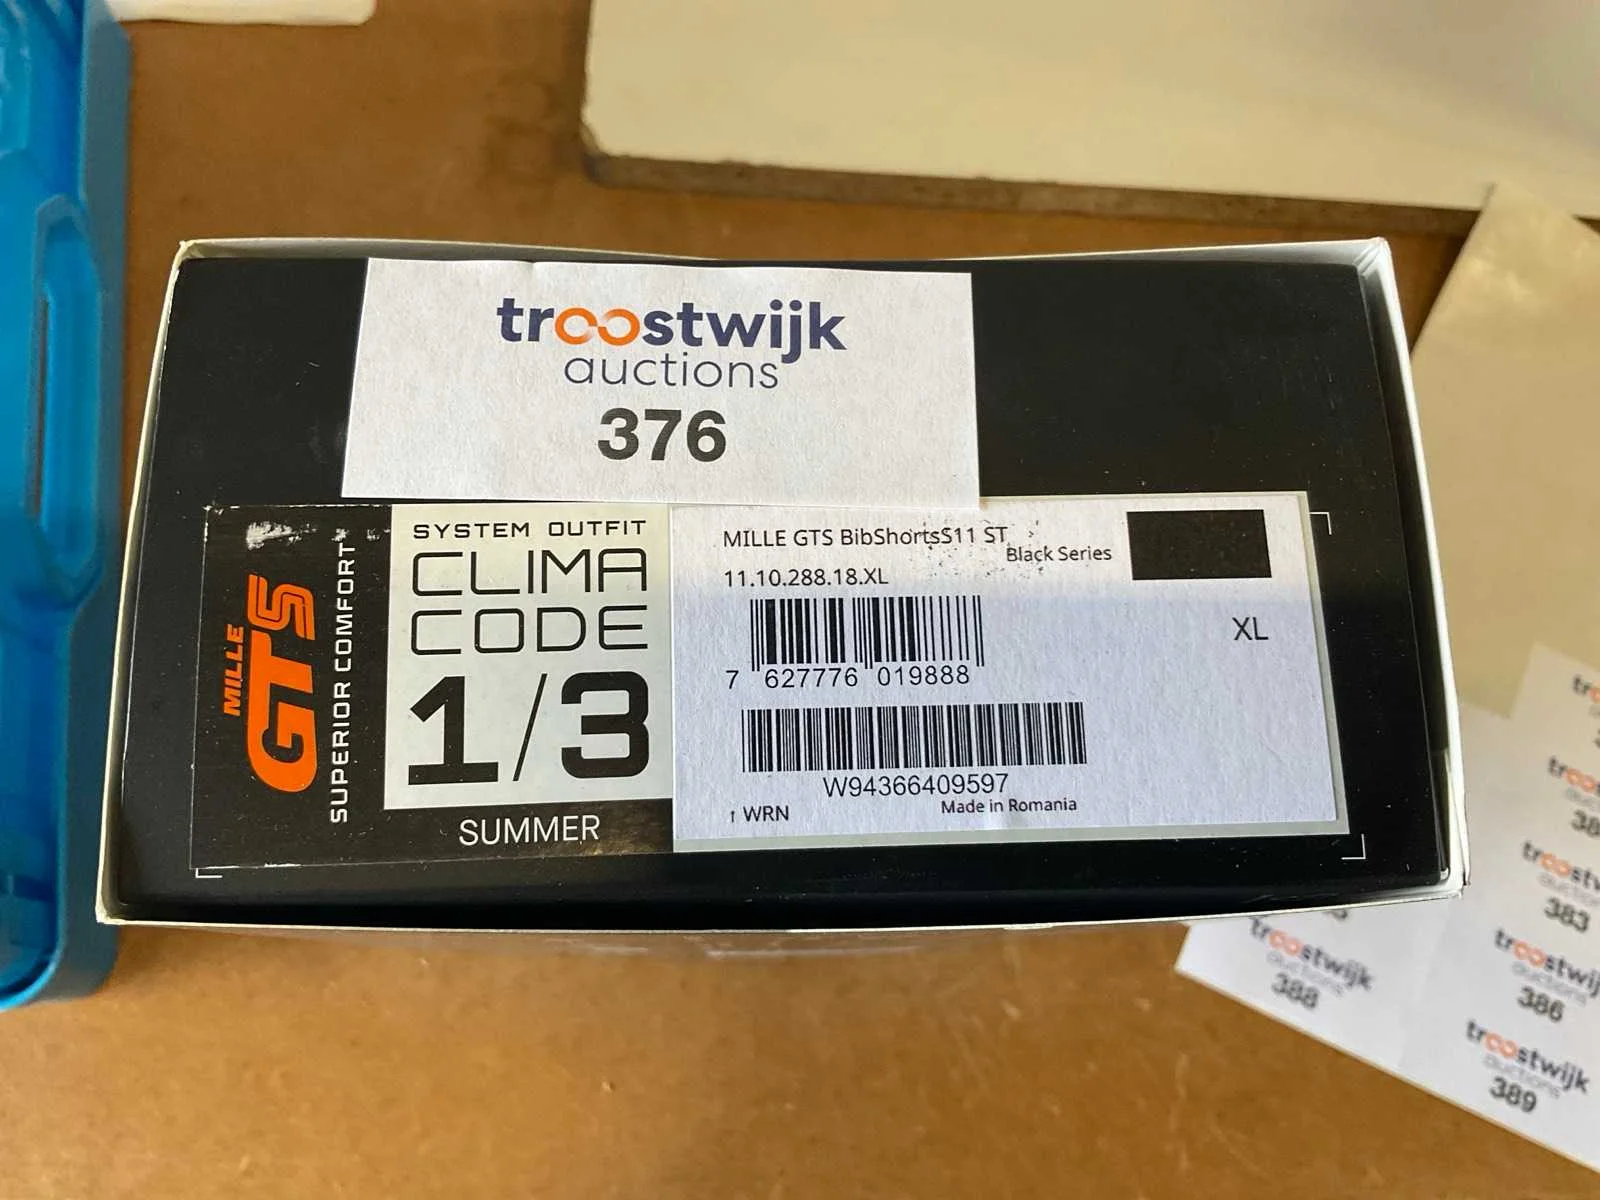 troostwijk
auctions
376
MILLE
GTS
SUPERIOR COMFORT
SYSTEM OUTFIT
CLIMA
CODE
1/3
SUMMER
MILLE GTS BibShortsS11 ST
Black Series
11.10.288.18.XL
XL
7 627776 019888
W94366409597
↑ WRN
Made in Romania
383
troostwijk
auctions
388
auctions
386
troostwijk
auctions
389